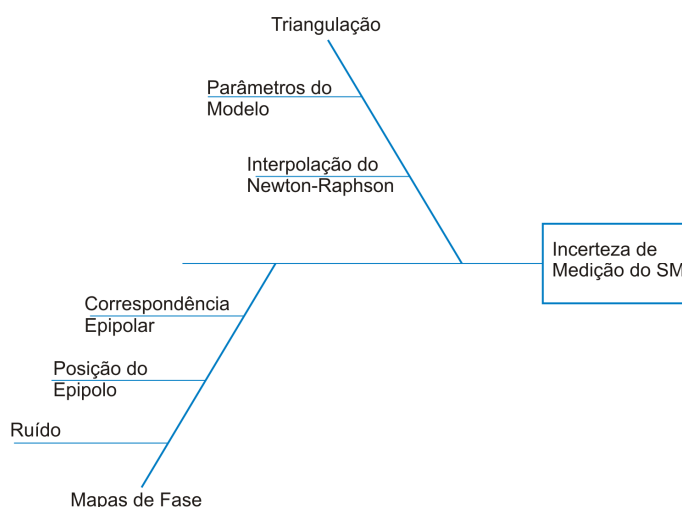 Triangulação
Parâmetros do
Modelo
Interpolação do
Newton-Raphson
Incerteza de
Medição do SM
Correspondência
Epipolar
Posição do
Epipolo
Ruído
Mapas de Fase